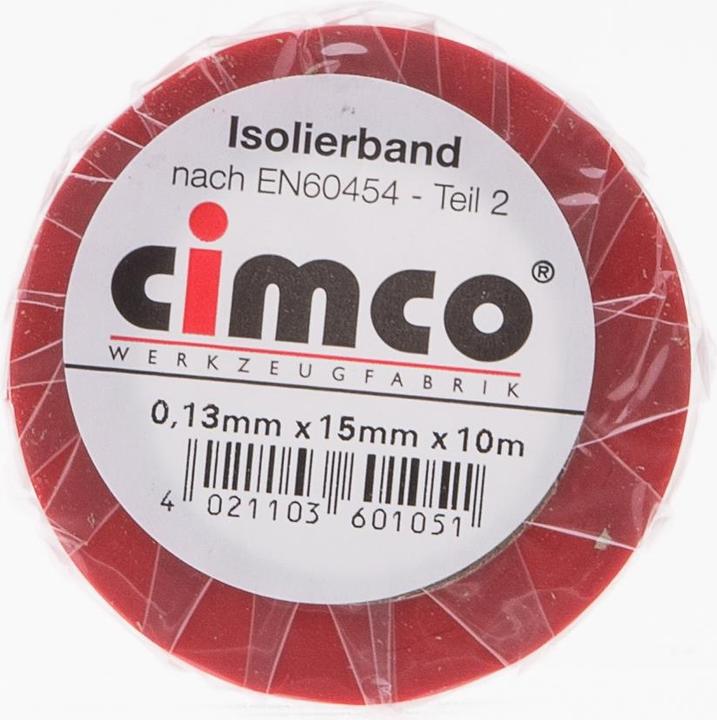 Isolierband
nach EN60454 - Teil 2
cimco®
WERKZEUGFABRIK
0,13mm x 15mm x 10m
4 021103 601051